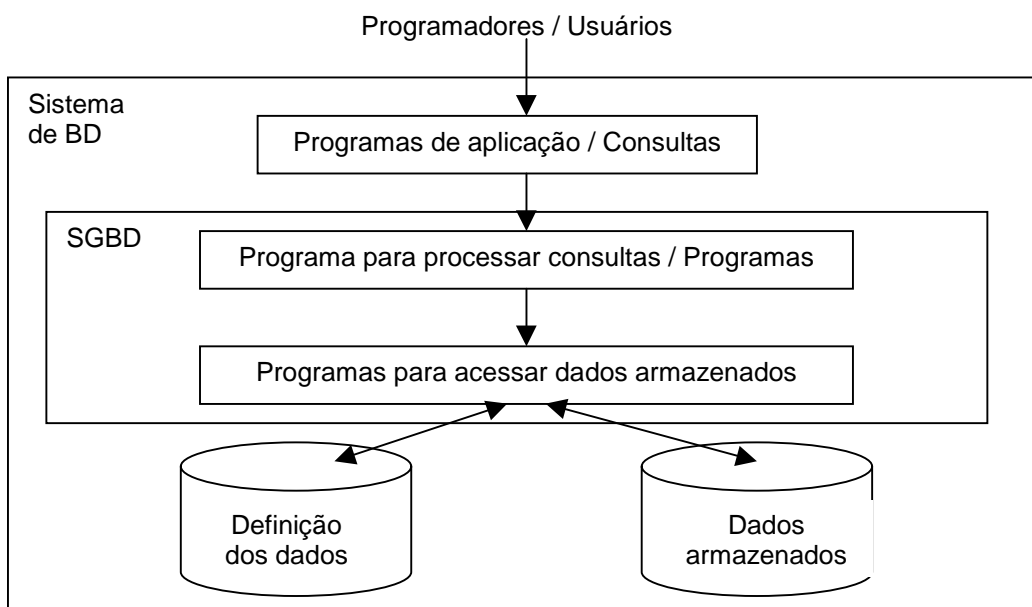 Programadores / Usuários
Sistema
de BD
Programas de aplicação / Consultas
SGBD
Programa para processar consultas / Programas
Programas para acessar dados armazenados
Definição
dos dados
Dados
armazenados